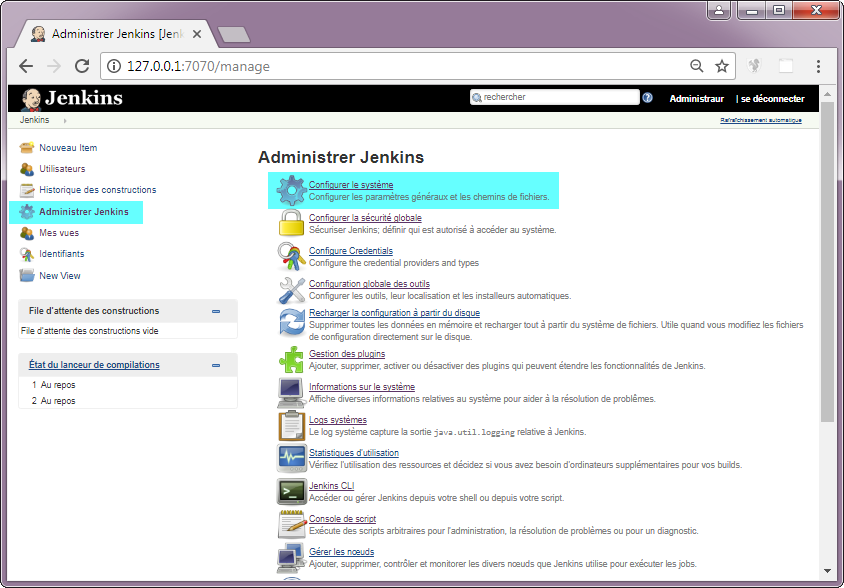 Administrer Jenkins [Jenk
127.0.0.1:7070/manage
Jenkins
rechercher
Administraur | se déconnecter
Jenkins
Rafraîchissement automatique
Nouveau Item
Utilisateurs
Historique des constructions
Administrer Jenkins
Mes vues
Identifiants
New View
File d'attente des constructions
File d'attente des constructions vide
État du lanceur de compilations
1 Au repos
2 Au repos
Administrer Jenkins
Configurer le système
Configurer les paramètres généraux et les chemins de fichiers.
Configurer la sécurité globale
Sécuriser Jenkins; définir qui est autorisé à accéder au système.
Configure Credentials
Configure the credential providers and types
Configuration globale des outils
Configurer les outils, leur localisation et les installeurs automatiques.
Recharger la configuration à partir du disque
Supprimer toutes les données en mémoire et recharger tout à partir du système de fichiers. Utile quand vous modifiez les fichiers
de configuration directement sur le disque.
Gestion des plugins
Ajouter, supprimer, activer ou désactiver des plugins qui peuvent étendre les fonctionnalités de Jenkins.
Informations sur le système
Affiche diverses informations relatives au système pour aider à la résolution de problèmes.
Logs systèmes
Le log système capture la sortie java.util.logging relative à Jenkins.
Statistiques d'utilisation
Vérifiez l'utilisation des ressources et décidez si vous avez besoin d'ordinateurs supplémentaires pour vos builds.
Jenkins CLI
Accéder ou gérer Jenkins depuis votre shell ou depuis votre script.
Console de script
Exécute des scripts arbitraires pour l'administration, la résolution de problèmes ou pour un diagnostic.
Gérer les nœuds
Ajouter, supprimer, contrôler et monitorer les divers nœuds que Jenkins utilise pour exécuter les jobs.